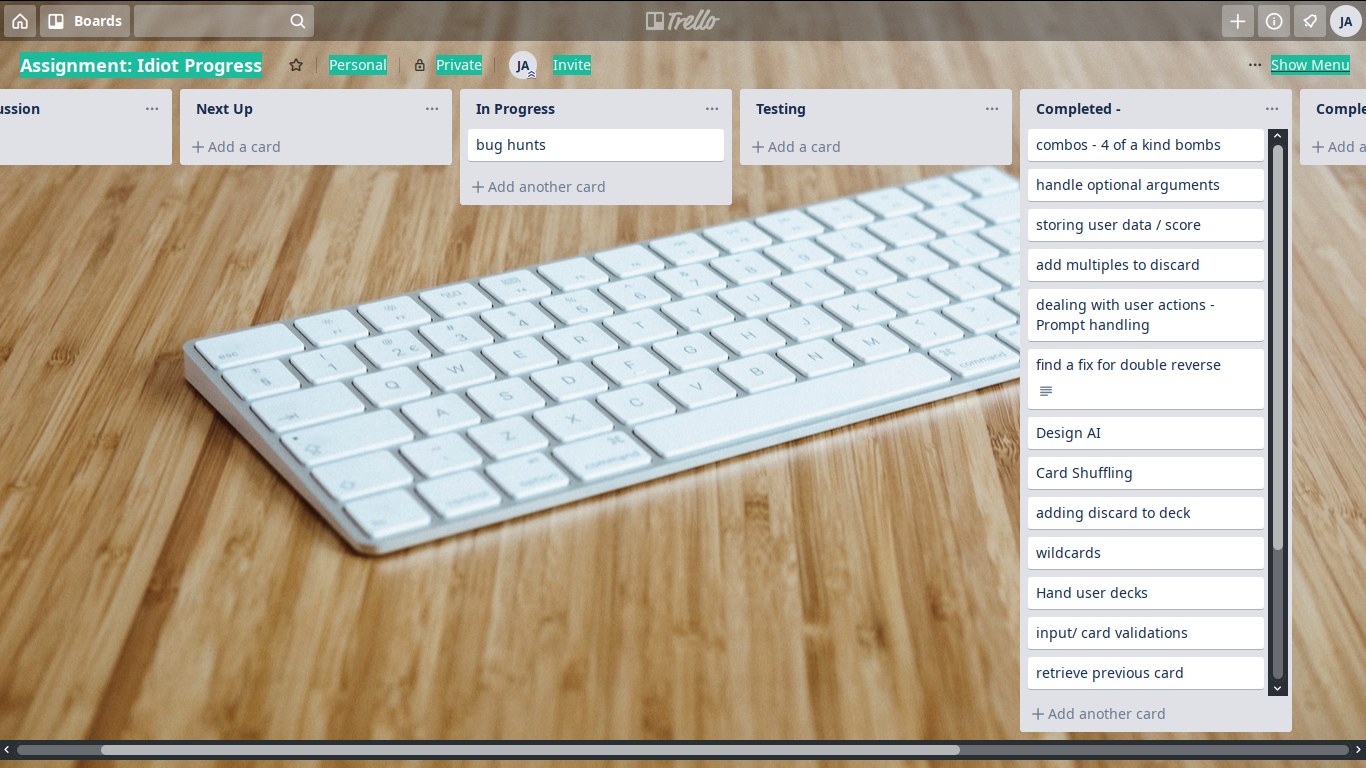 Boards
Trello
JA
Assignment: Idiot Progress
Personal
Private
JA
Invite
Show Menu
ussion
Next Up
Add a card
In Progress
bug hunts
Add another card
Testing
Add a card
Completed -
combos - 4 of a kind bombs
handle optional arguments
storing user data / score
add multiples to discard
dealing with user actions -
Prompt handling
find a fix for double reverse
Design AI
Card Shuffling
adding discard to deck
wildcards
Hand user decks
input/ card validations
retrieve previous card
Add another card
Comple
Add a